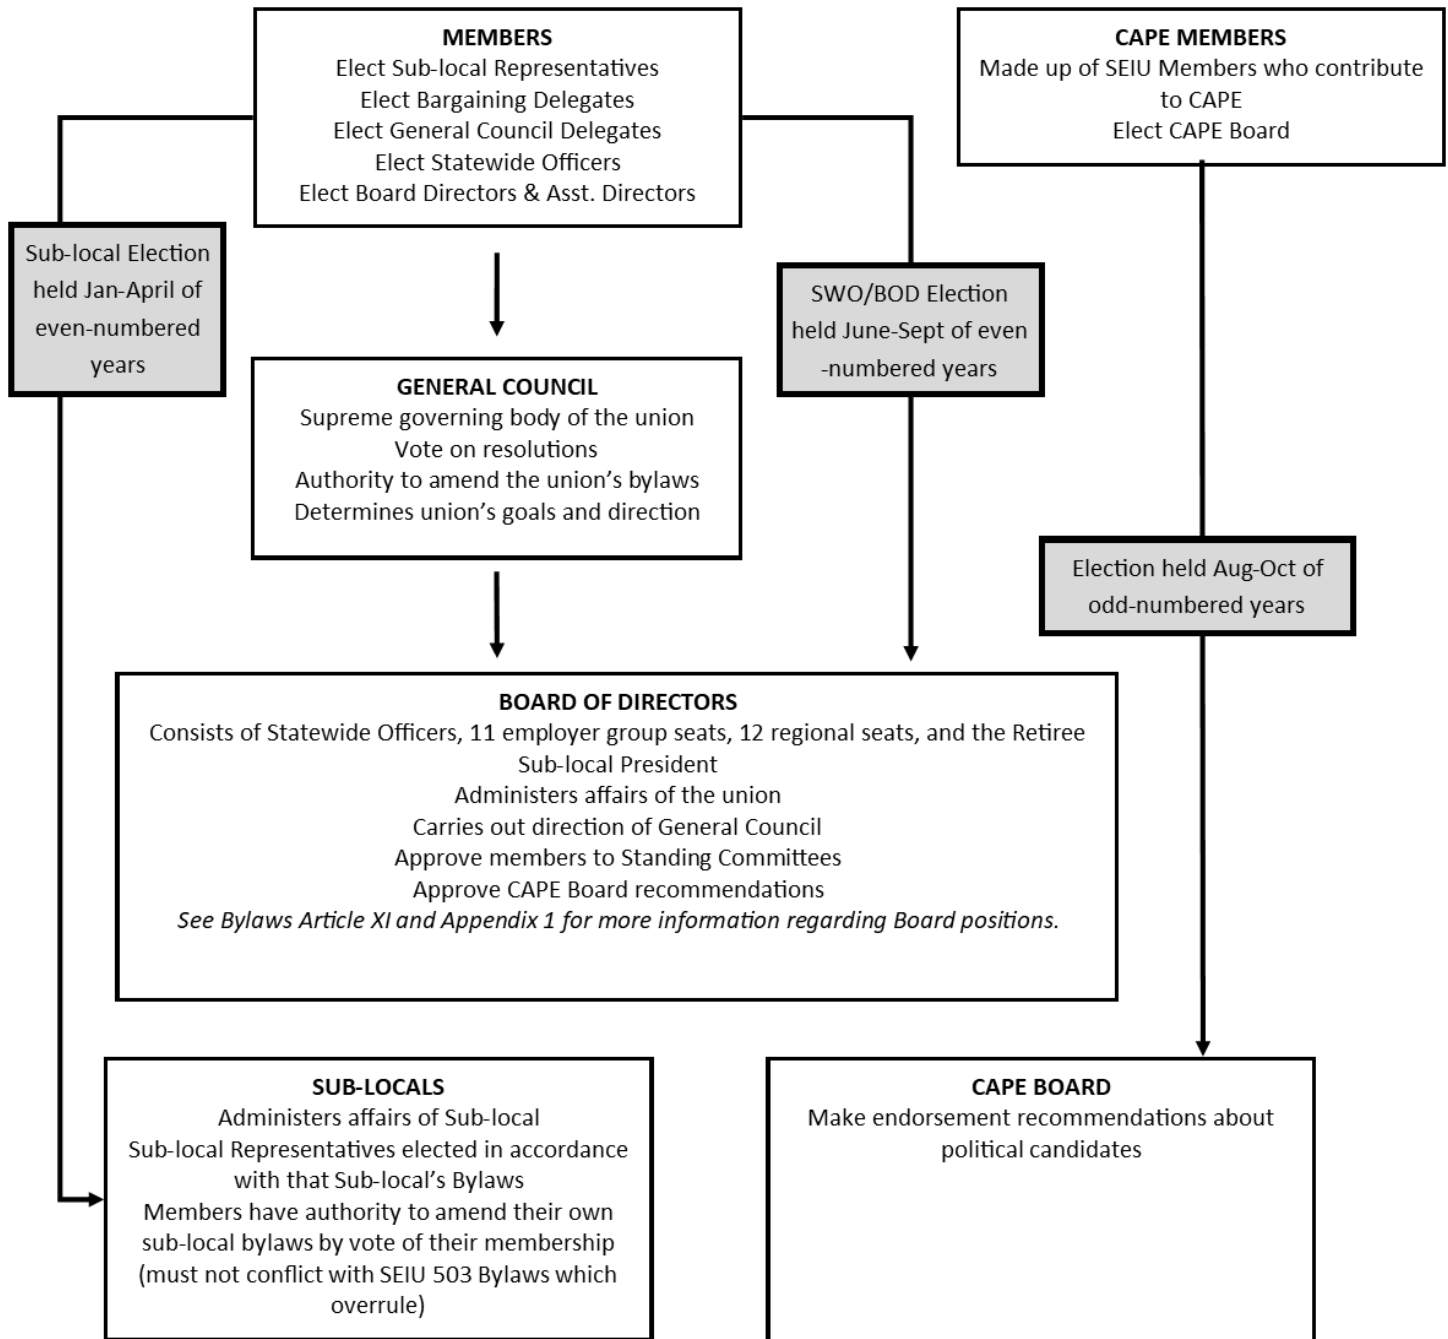 MEMBERS
Elect Sub-local Representatives
Elect Bargaining Delegates
Elect General Council Delegates
Elect Statewide Officers
Elect Board Directors & Asst. Directors
CAPE MEMBERS
Made up of SEIU Members who contribute
to CAPE
Elect CAPE Board
Sub-local Election
held Jan-April of
even-numbered
years
SWO/BOD Election
held June-Sept of even
-numbered years
GENERAL COUNCIL
Supreme governing body of the union
Vote on resolutions
Authority to amend the union’s bylaws
Determines union’s goals and direction
Election held Aug-Oct of
odd-numbered years
BOARD OF DIRECTORS
Consists of Statewide Officers, 11 employer group seats, 12 regional seats, and the Retiree
Sub-local President
Administers affairs of the union
Carries out direction of General Council
Approve members to Standing Committees
Approve CAPE Board recommendations
See Bylaws Article XI and Appendix 1 for more information regarding Board positions.
SUB-LOCALS
Administers affairs of Sub-local
Sub-local Representatives elected in accordance
with that Sub-local’s Bylaws
Members have authority to amend their own
sub-local bylaws by vote of their membership
(must not conflict with SEIU 503 Bylaws which
overrule)
CAPE BOARD
Make endorsement recommendations about
political candidates